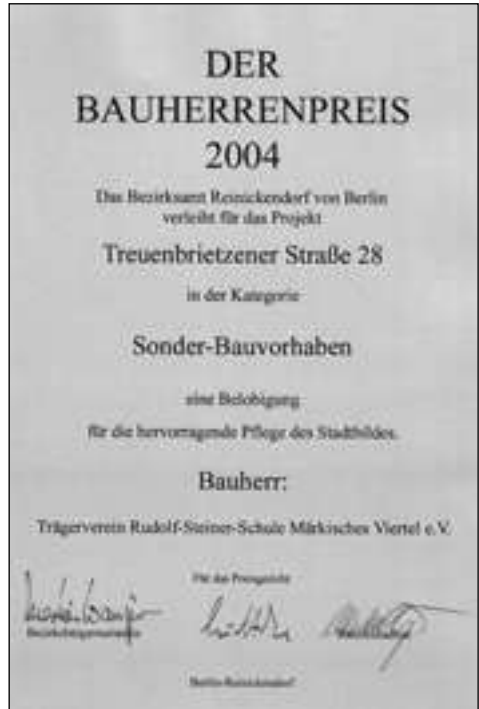 DER
BAUHERRENPREIS
2004
Das Bezirksamt Reinickendorf von Berlin
verleiht für das Projekt
Treuenbrietzener Straße 28
in der Kategorie
Sonder-Bauvorhaben
eine Belobigung
für die hervorragende Pflege des Stadtbildes.
Bauherr:
Trägerverein Rudolf-Steiner-Schule Märkisches Viertel e.V.
Für das Preisgericht
Bezirksbürgermeisterin
Berlin-Reinickendorf